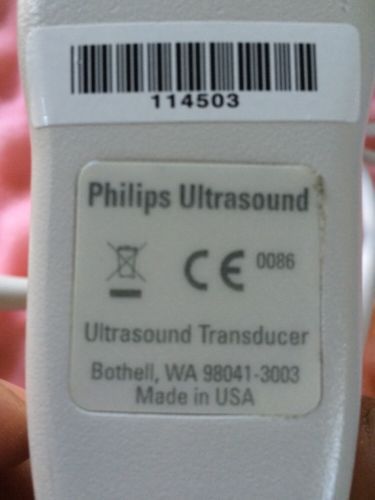 114503
Philips Ultrasound
CE 0086
Ultrasound Transducer
Bothell, WA 98041-3003
Made in USA